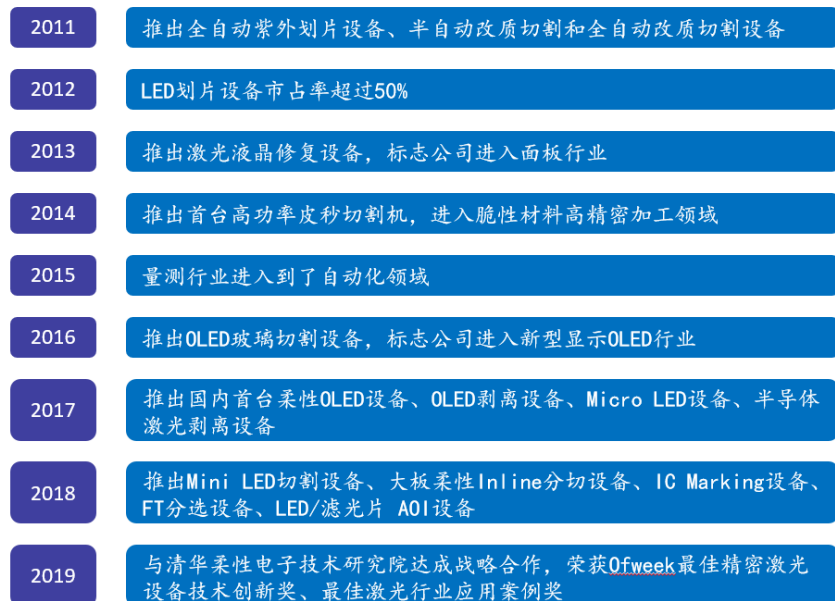 2011
推出全自动紫外划片设备、半自动改质切割和全自动改质切割设备
2012
LED划片设备市占率超过50%
2013
推出激光液晶修复设备，标志公司进入面板行业
2014
推出首台高功率皮秒切割机，进入脆性材料高精密加工领域
2015
量测行业进入到了自动化领域
2016
推出OLED玻璃切割设备，标志公司进入新型显示OLED行业
2017
推出国内首台柔性OLED设备、OLED剥离设备、Micro LED设备、半导体
激光剥离设备
2018
推出Mini LED切割设备、大板柔性Inline分切设备、IC Marking设备、
FT分选设备、LED/滤光片 AOI设备
2019
与清华柔性电子技术研究院达成战略合作，荣获Ofweek最佳精密激光
设备技术创新奖、最佳激光行业应用案例奖